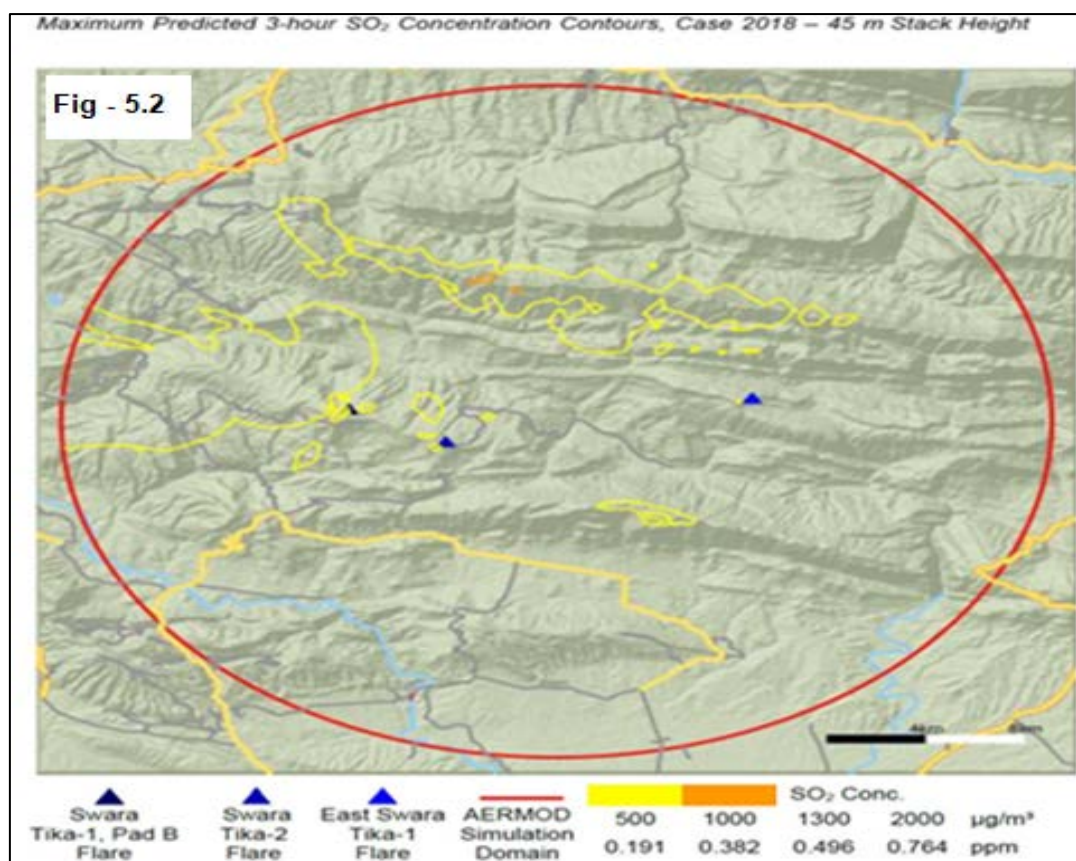 Maximum Predicted 3-hour SO₂ Concentration Contours, Case 2018 – 45 m Stack Height
Fig - 5.2
Swara Tika-1, Pad B Flare
Swara Tika-2 Flare
East Swara Tika-1 Flare
AERMOD Simulation Domain
SO₂ Conc.
500 1000 1300 2000 µg/m³
0.191 0.382 0.496 0.764 ppm